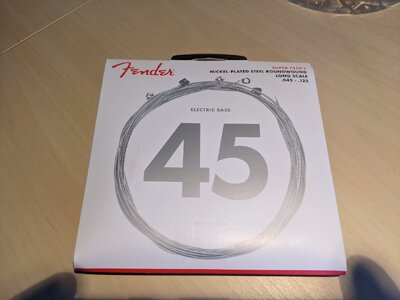 Fender
SUPER 7250'S
NICKEL-PLATED STEEL ROUNDWOUND
LONG SCALE
.045 - .125
ELECTRIC BASS
45